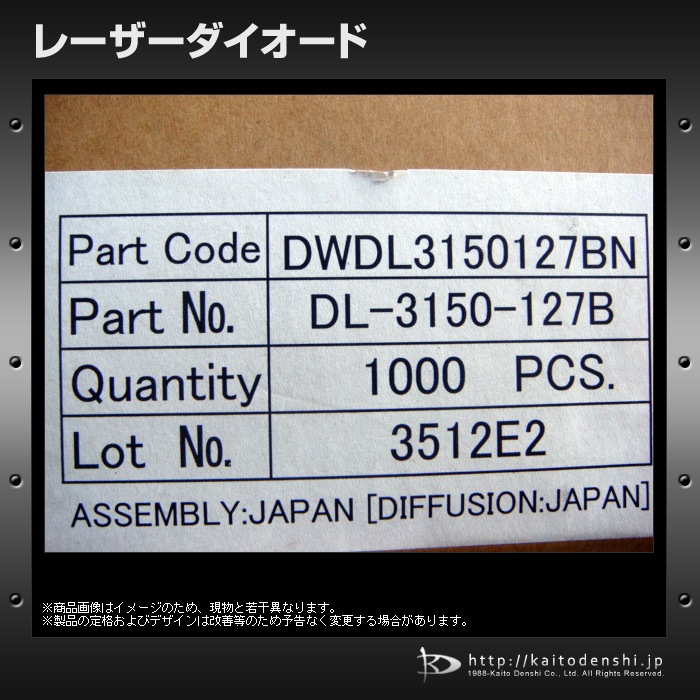 レーザーダイオード
Part Code DWDL3150127BN
Part No. DL-3150-127B
Quantity 1000 PCS.
Lot No. 3512E2
ASSEMBLY:JAPAN [DIFFUSION:JAPAN]
※商品画像はイメージのため、現物と若干異なります。
※製品の定格およびデザインは改善等のため予告なく変更する場合があります。
http://kaitodenshi.jp
1988-Kaito Denshi Co., Ltd. All Rights Reserved.